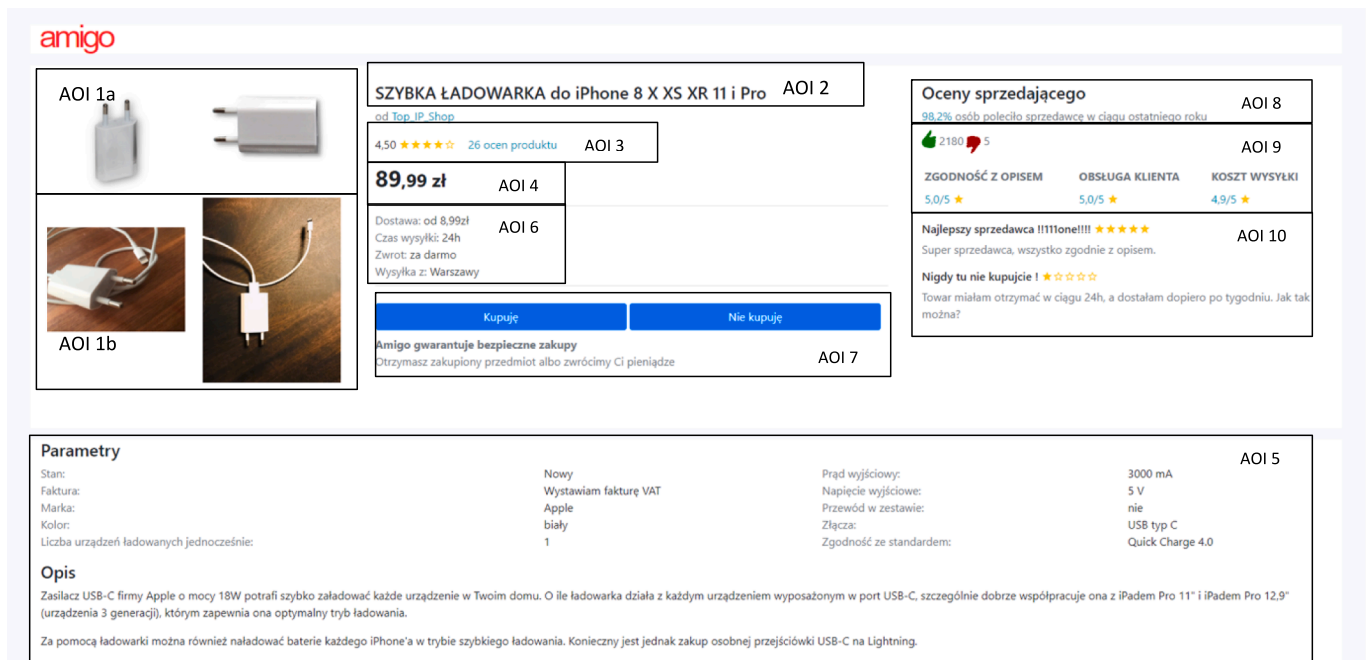 amigo
AOI 1a
AOI 1b
SZYBKA ŁADOWARKA do iPhone 8 X XS XR 11 i Pro AOI 2
od Top_IP_Shop
4,50 ★★★★☆ 26 ocen produktu AOI 3
89,99 zł AOI 4
Dostawa: od 8,99zł AOI 6
Czas wysyłki: 24h
Zwrot: za darmo
Wysyłka z: Warszawy
Kupuję Nie kupuję
Amigo gwarantuje bezpieczne zakupy
Otrzymasz zakupiony przedmiot albo zwrócimy Ci pieniądze AOI 7
Oceny sprzedającego AOI 8
98,2% osób poleciło sprzedawcę w ciągu ostatniego roku
2180 5 AOI 9
ZGODNOŚĆ Z OPISEM OBSŁUGA KLIENTA KOSZT WYSYŁKI
5,0/5 ★ 5,0/5 ★ 4,9/5 ★
Najlepszy sprzedawca !!111one!!!! ★★★★★ AOI 10
Super sprzedawca, wszystko zgodnie z opisem.
Nigdy tu nie kupujcie ! ★☆☆☆☆
Towar miałam otrzymać w ciągu 24h, a dostałam dopiero po tygodniu. Jak tak
można?
Parametry AOI 5
Stan: Nowy Prąd wyjściowy: 3000 mA
Faktura: Wystawiam fakturę VAT Napięcie wyjściowe: 5 V
Marka: Apple Przewód w zestawie: nie
Kolor: biały Złącza: USB typ C
Liczba urządzeń ładowanych jednocześnie: 1 Zgodność ze standardem: Quick Charge 4.0
Opis
Zasilacz USB-C firmy Apple o mocy 18W potrafi szybko załadować każde urządzenie w Twoim domu. O ile ładowarka działa z każdym urządzeniem wyposażonym w port USB-C, szczególnie dobrze współpracuje ona z iPadem Pro 11" i iPadem Pro 12,9"
(urządzenia 3 generacji), którym zapewnia ona optymalny tryb ładowania.
Za pomocą ładowarki można również naładować baterie każdego iPhone'a w trybie szybkiego ładowania. Konieczny jest jednak zakup osobnej przejściówki USB-C na Lightning.